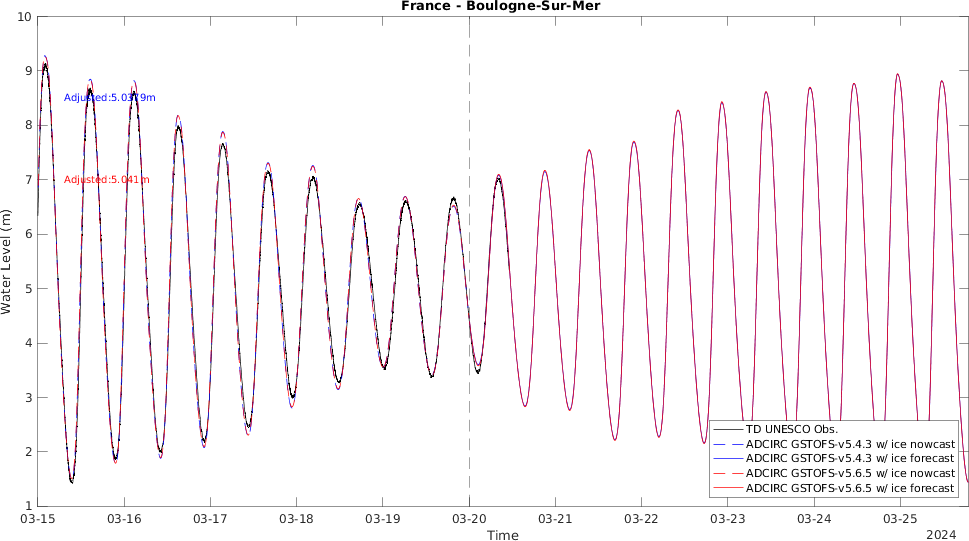 France - Boulogne-Sur-Mer
10
9
8
7
6
5
4
3
2
1
Water Level (m)
Adjusted:5.0379m
Adjusted:5.041m
TD UNESCO Obs.
ADCIRC GSTOFS-v5.4.3 w/ ice nowcast
ADCIRC GSTOFS-v5.4.3 w/ ice forecast
ADCIRC GSTOFS-v5.6.5 w/ ice nowcast
ADCIRC GSTOFS-v5.6.5 w/ ice forecast
03-15 03-16 03-17 03-18 03-19 03-20 03-21 03-22 03-23 03-24 03-25
Time
2024